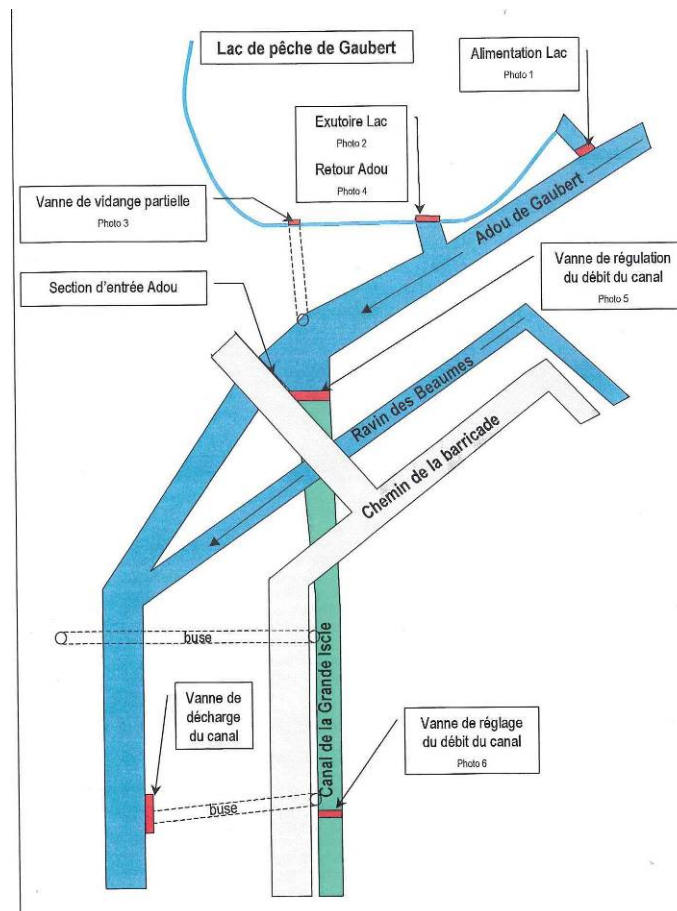 Lac de pêche de Gaubert
Alimentation Lac
Photo 1
Exutoire Lac
Photo 2
Retour Adou
Photo 4
Vanne de vidange partielle
Photo 3
Adou de Gaubert
Vanne de régulation
du débit du canal
Photo 5
Section d'entrée Adou
Ravin des Beaumes
Chemin de la barricade
buse
Canal de la Grande Iscle
Vanne de
décharge
du canal
Vanne de réglage
du débit du canal
Photo 6
buse